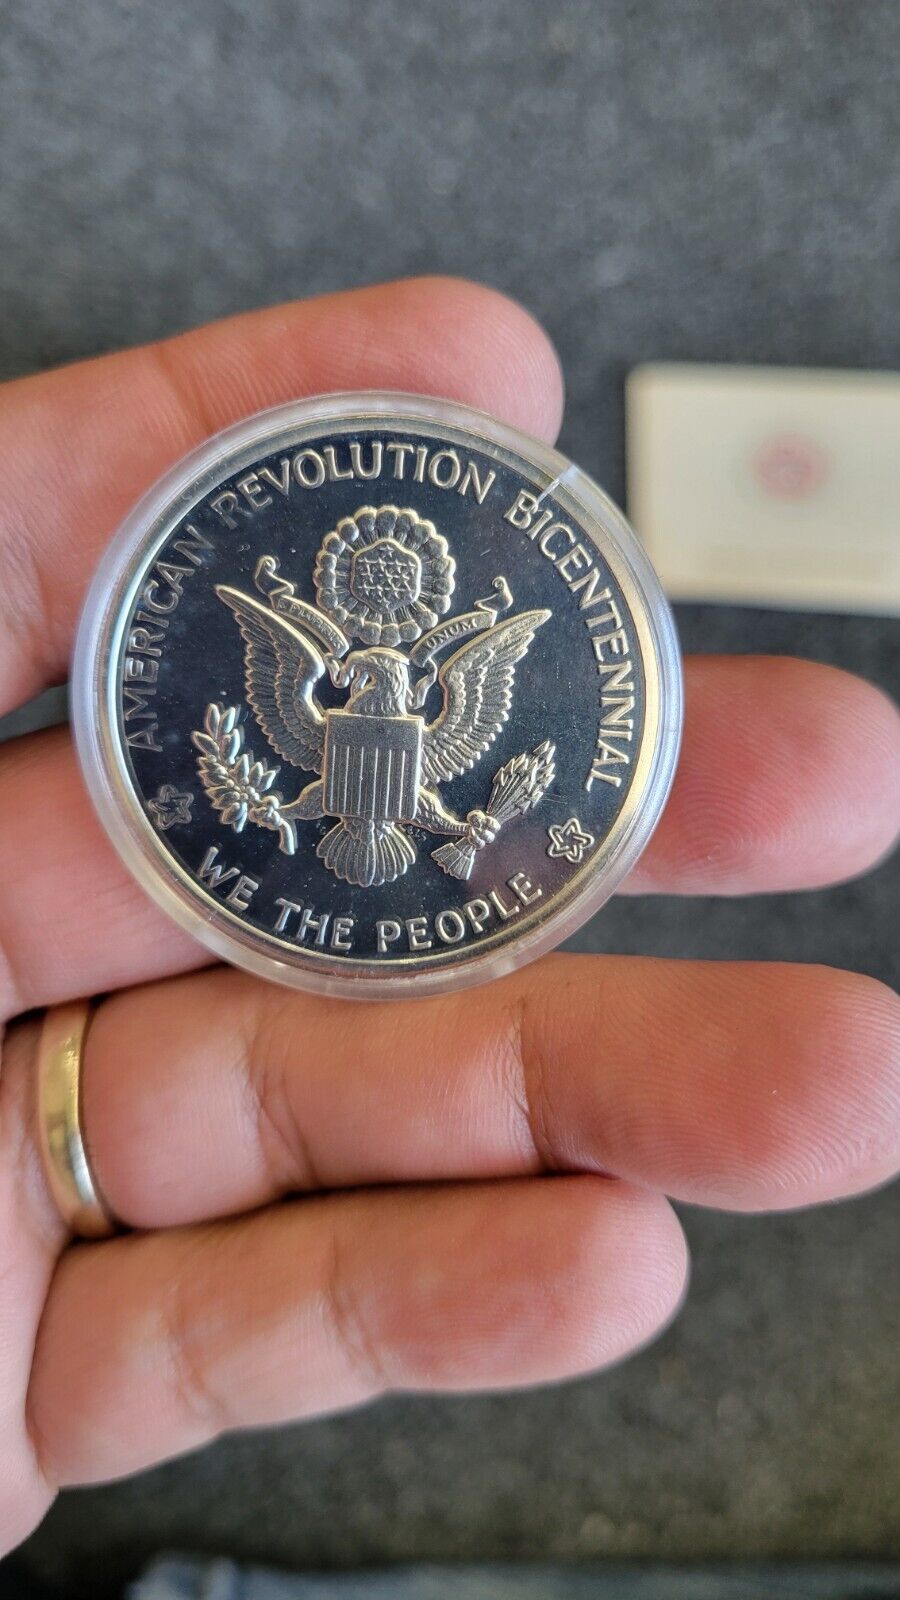 AMERICAN REVOLUTION BICENTENNIAL
E PLURIBUS UNUM
WE THE PEOPLE